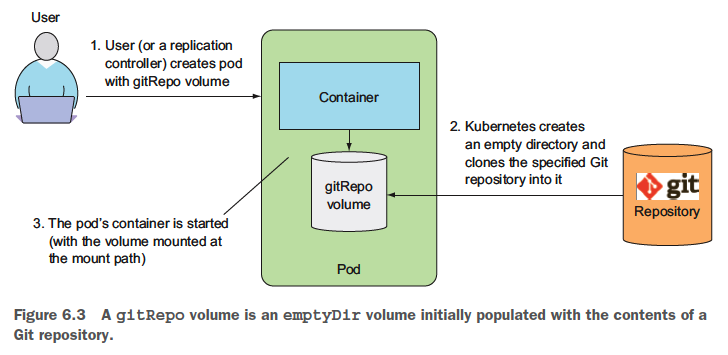 User
1. User (or a replication
controller) creates pod
with gitRepo volume
Container
2. Kubernetes creates
an empty directory and
clones the specified Git
repository into it
gitRepo
volume
git
Repository
3. The pod's container is started
(with the volume mounted at
the mount path)
Pod
Figure 6.3 A gitRepo volume is an emptyDir volume initially populated with the contents of a
Git repository.